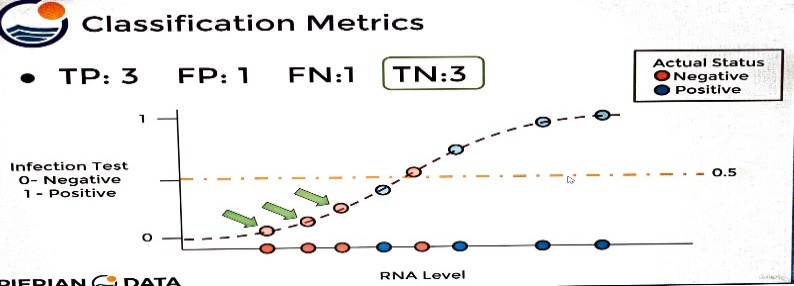 Classification Metrics
• TP: 3 FP: 1 FN:1 TN:3
Actual Status
Negative
Positive
1
Infection Test
0- Negative
1 - Positive
0.5
0
RNA Level
PIERIAN DATA